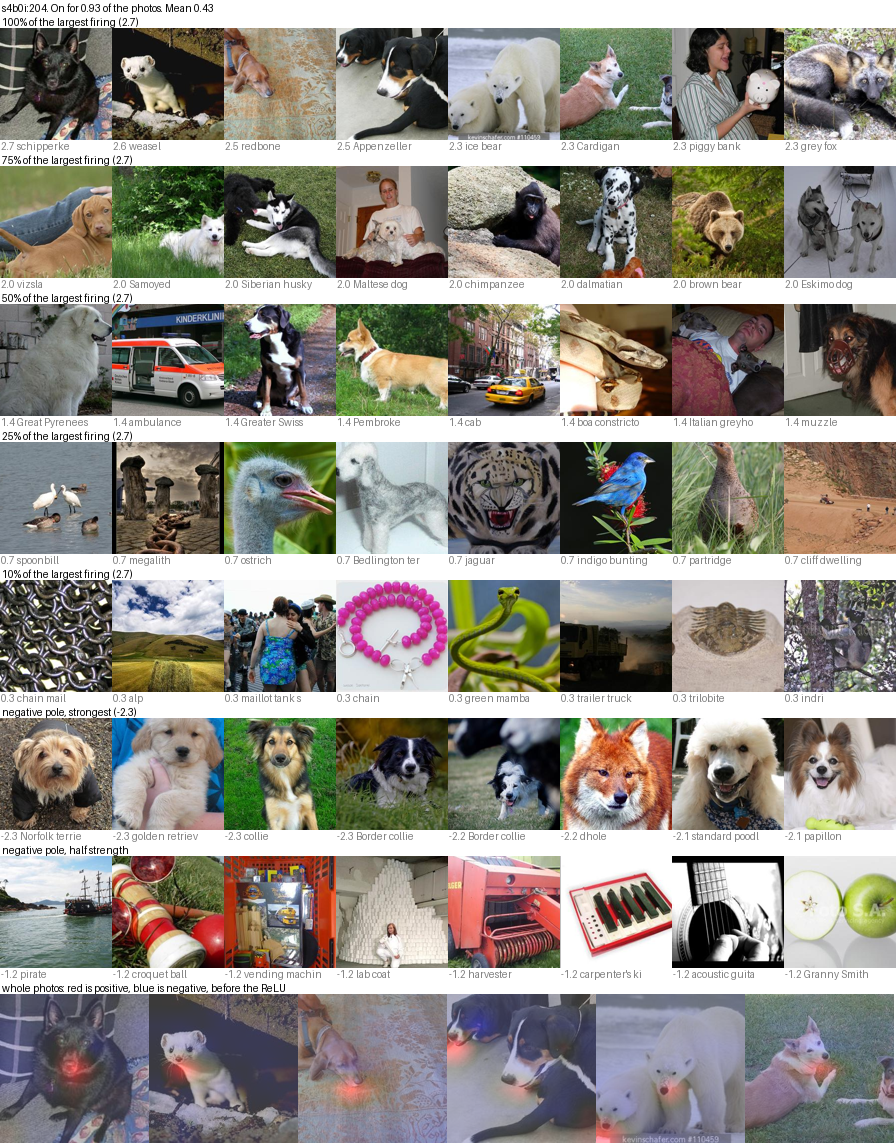 s4b0i:204. On for 0.93 of the photos. Mean 0.43
100% of the largest firing (2.7)
kevinschafer.com #110459
2.7 schipperke
2.6 weasel
2.5 redbone
2.5 Appenzeller
2.3 ice bear
2.3 Cardigan
2.3 piggy bank
2.3 grey fox
75% of the largest firing (2.7)
2.0 vizsla
2.0 Samoyed
2.0 Siberian husky
2.0 Maltese dog
2.0 chimpanzee
2.0 dalmatian
2.0 brown bear
2.0 Eskimo dog
50% of the largest firing (2.7)
KINDERKLINI
1.4 Great Pyrenees
1.4 ambulance
1.4 Greater Swiss
1.4 Pembroke
1.4 cab
1.4 boa constricto
1.4 Italian greyho
1.4 muzzle
25% of the largest firing (2.7)
0.7 spoonbill
0.7 megalith
0.7 ostrich
0.7 Bedlington ter
0.7 jaguar
0.7 indigo bunting
0.7 partridge
0.7 cliff dwelling
10% of the largest firing (2.7)
0.3 chain mail
0.3 alp
0.3 maillot tank s
0.3 chain
0.3 green mamba
0.3 trailer truck
0.3 trilobite
0.3 indri
negative pole, strongest (-2.3)
-2.3 Norfolk terrie
-2.3 golden retriev
-2.3 collie
-2.3 Border collie
-2.2 Border collie
-2.2 dhole
-2.1 standard poodl
-2.1 papillon
negative pole, half strength
-1.2 pirate
-1.2 croquet ball
-1.2 vending machin
-1.2 lab coat
-1.2 harvester
-1.2 carpenter's ki
-1.2 acoustic guita
-1.2 Granny Smith
whole photos: red is positive, blue is negative, before the ReLU
kevinschafer.com #110459